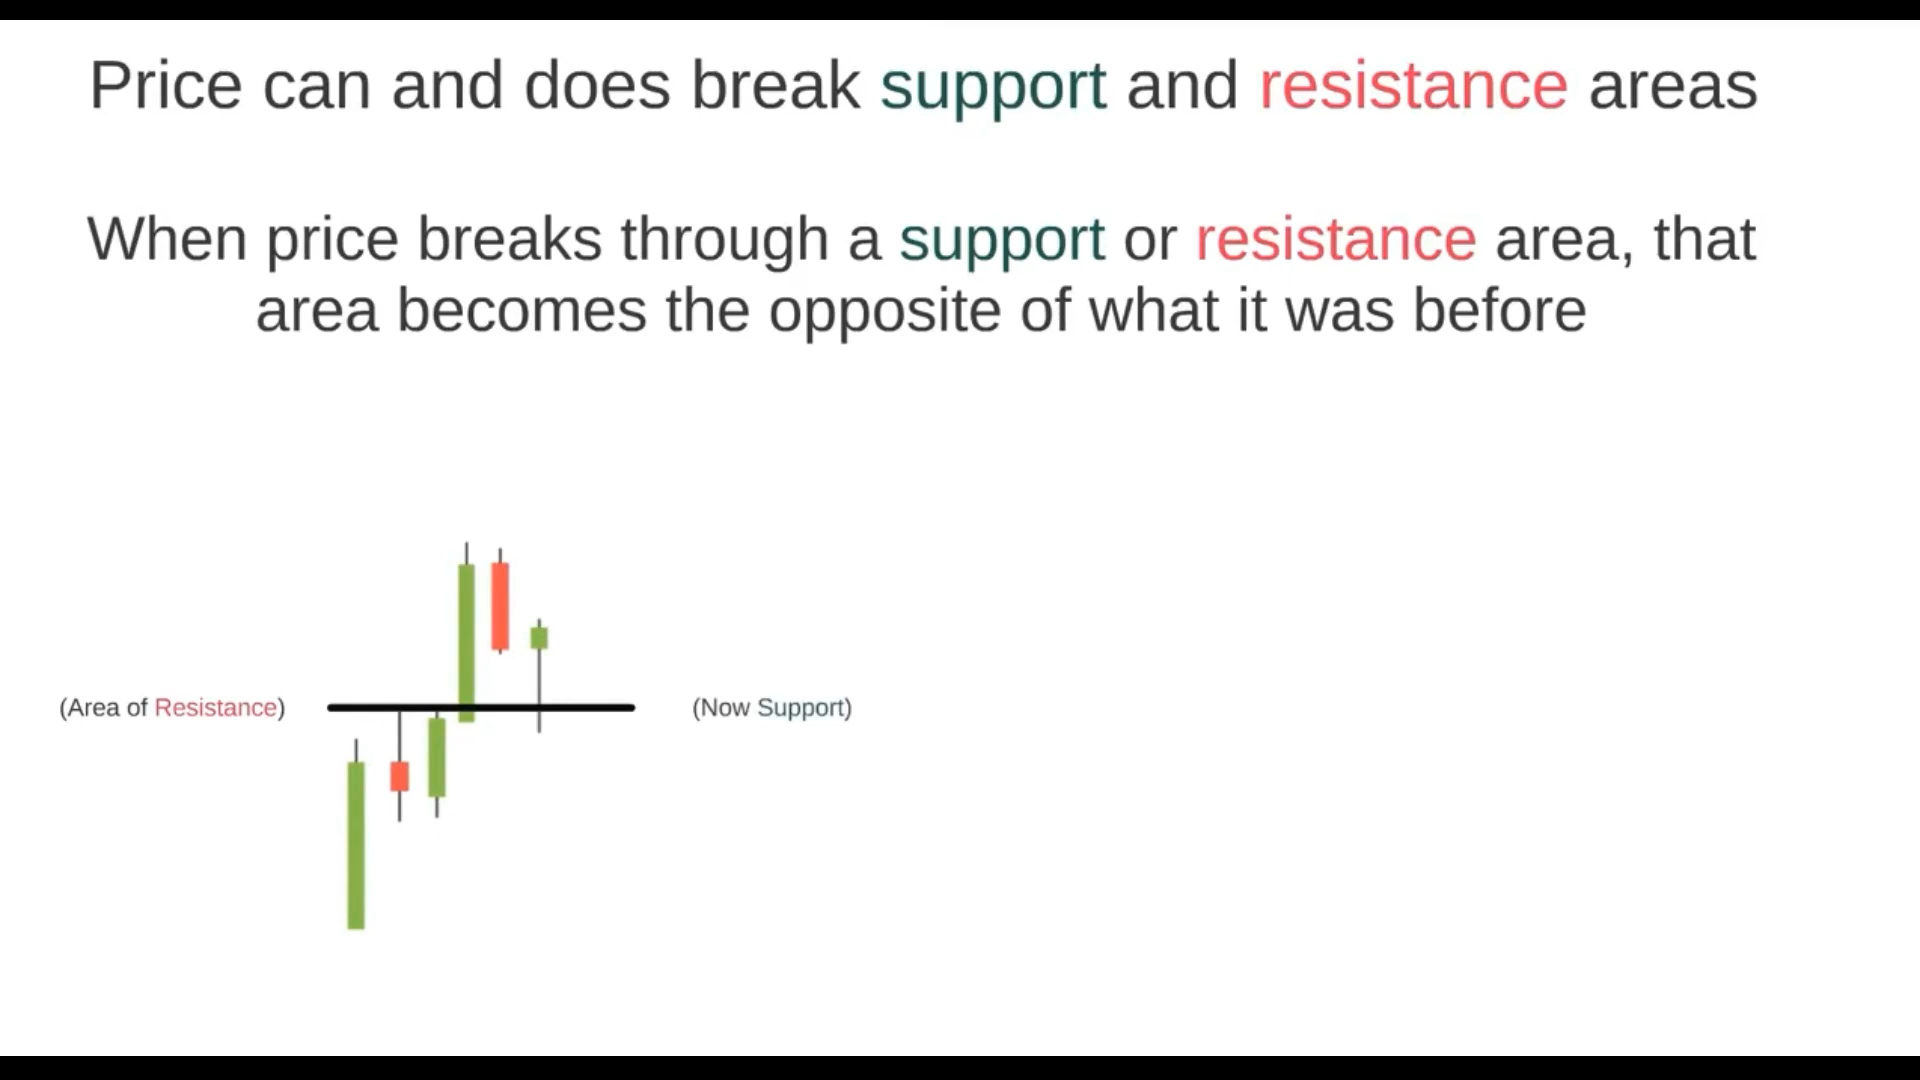 Price can and does break support and resistance areas
When price breaks through a support or resistance area, that
area becomes the opposite of what it was before
(Area of Resistance)
(Now Support)